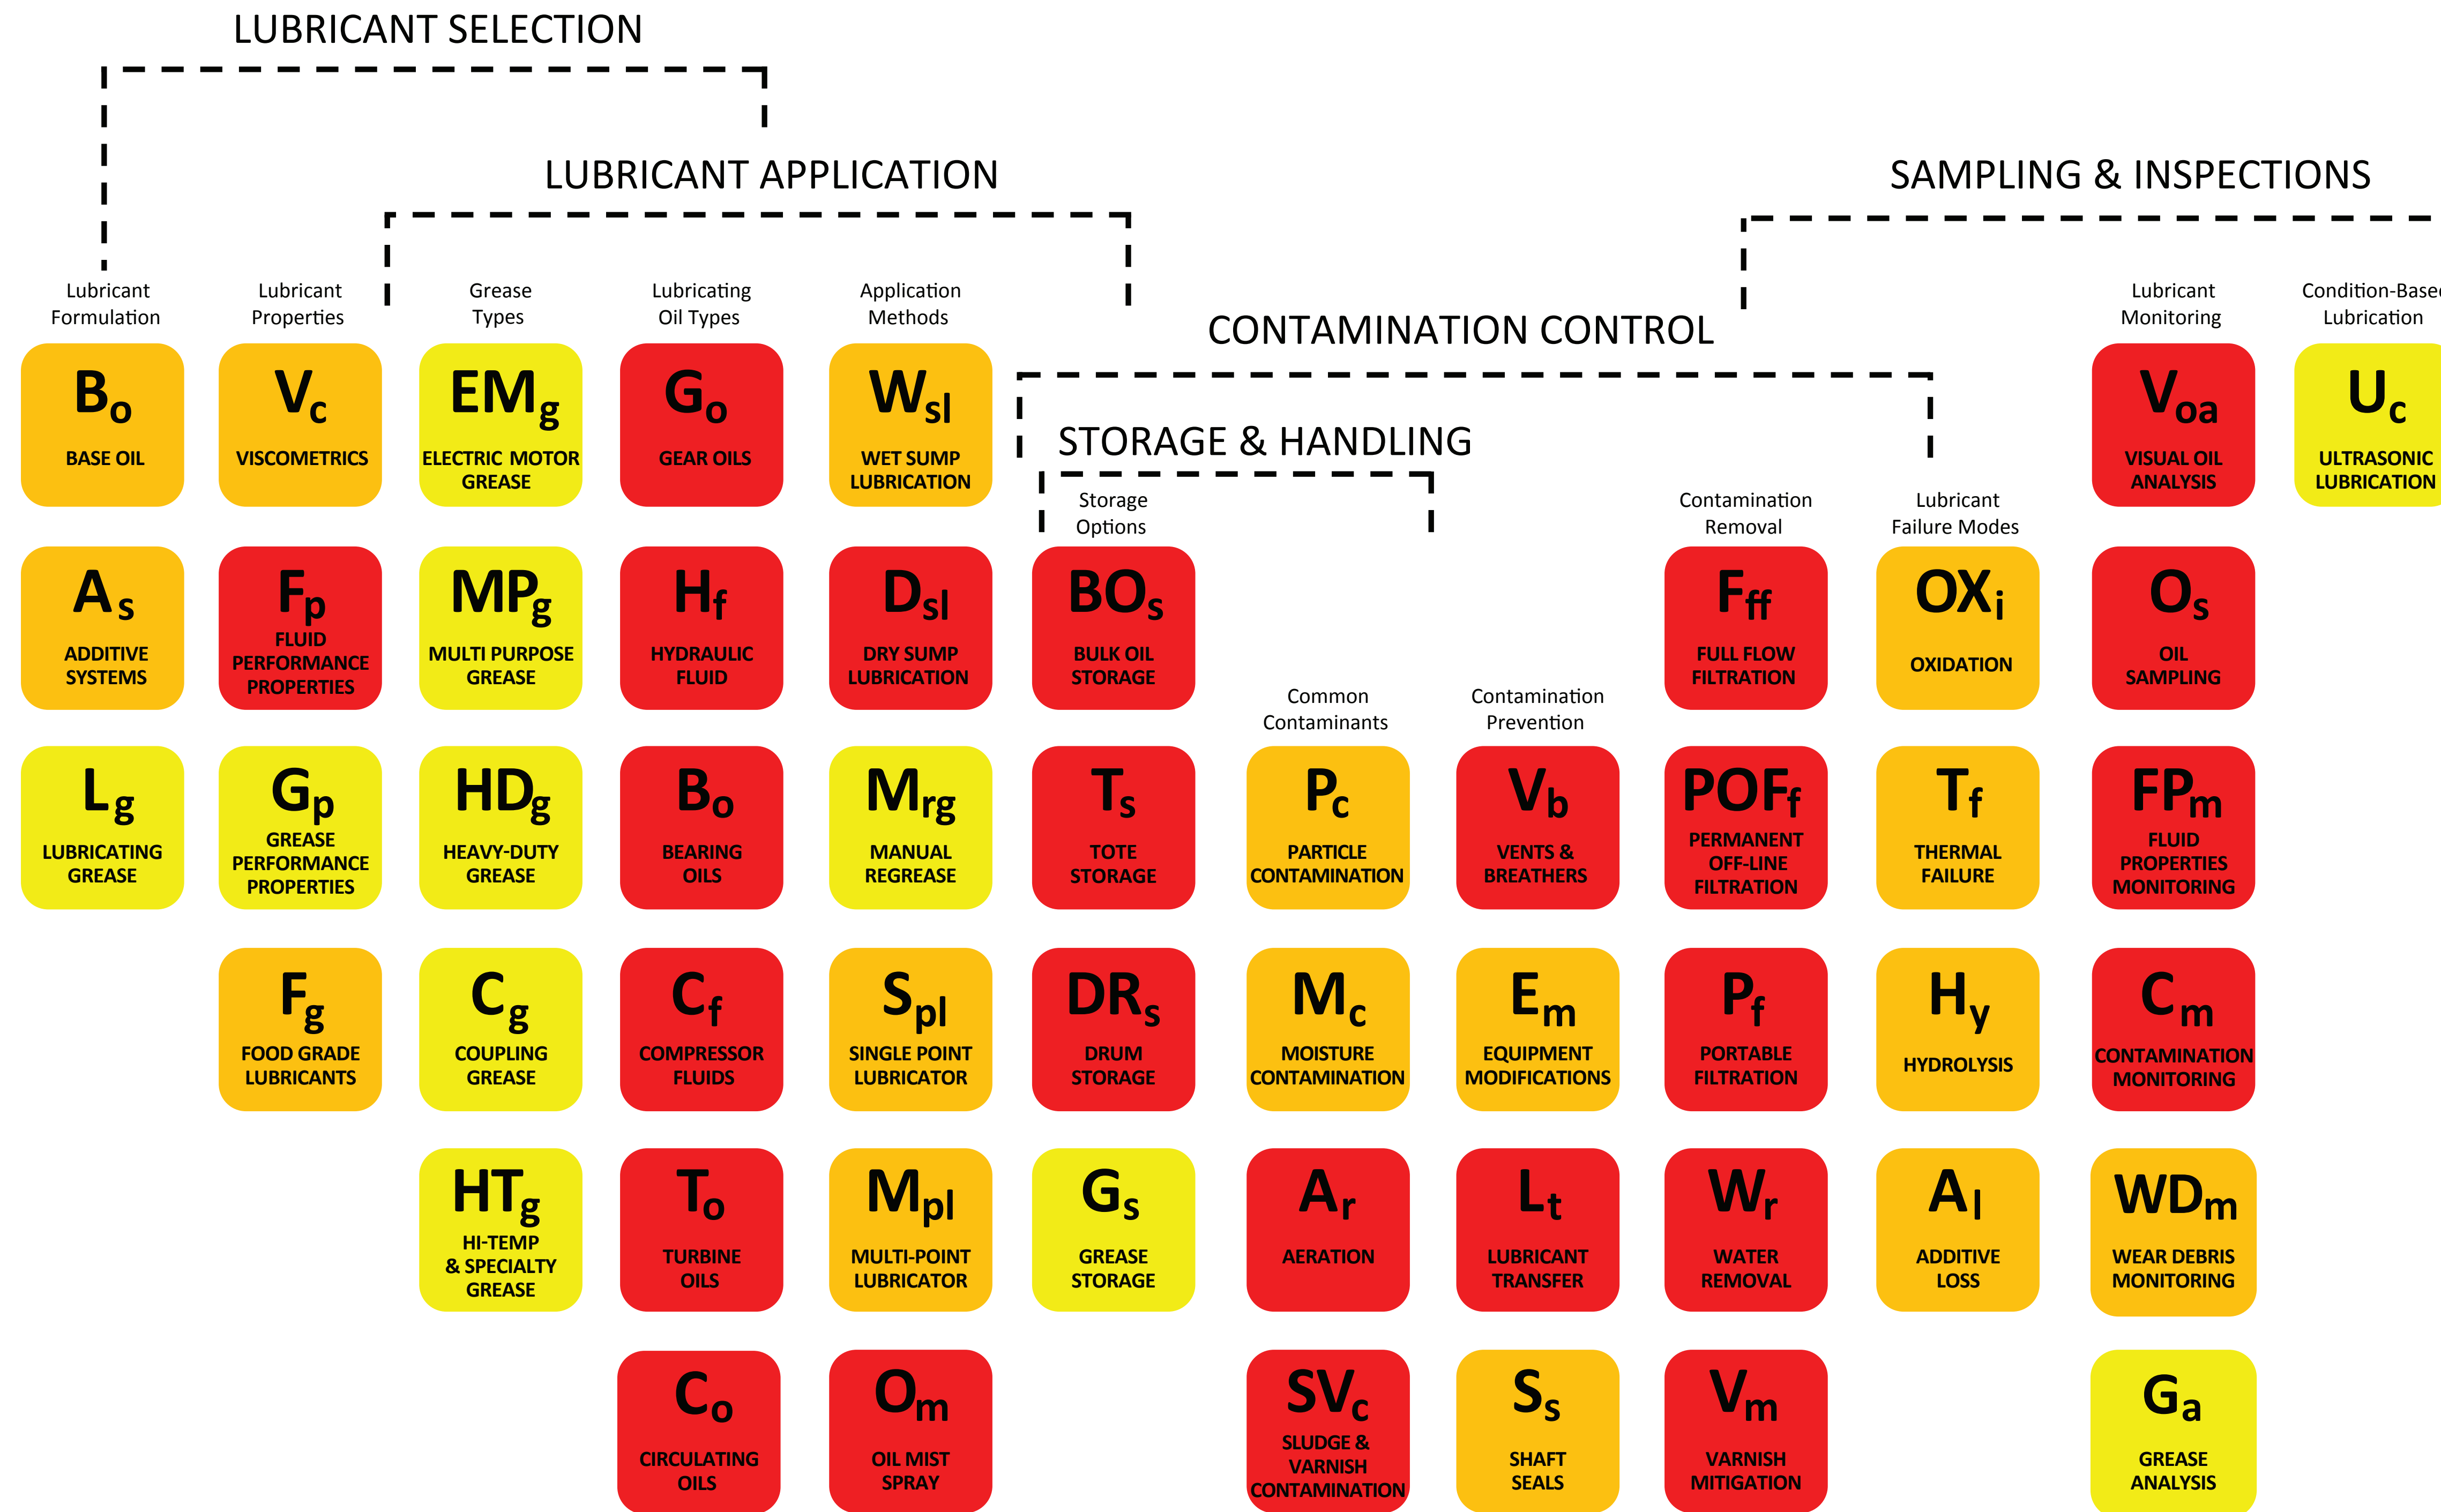 LUBRICANT SELECTION
LUBRICANT APPLICATION
SAMPLING & INSPECTIONS
CONTAMINATION CONTROL
STORAGE & HANDLING
Lubricant
Formulation
Bo
BASE OIL
As
ADDITIVE
SYSTEMS
Lg
LUBRICATING
GREASE
Lubricant
Properties
Vc
VISCOMETRICS
Fp
FLUID
PERFORMANCE
PROPERTIES
Gp
GREASE
PERFORMANCE
PROPERTIES
Fg
FOOD GRADE
LUBRICANTS
Grease
Types
EMg
ELECTRIC MOTOR
GREASE
MPg
MULTI PURPOSE
GREASE
HDg
HEAVY-DUTY
GREASE
Cg
COUPLING
GREASE
HTg
HI-TEMP
& SPECIALTY
GREASE
Lubricating
Oil Types
Go
GEAR OILS
Hf
HYDRAULIC
FLUID
Bo
BEARING
OILS
Cf
COMPRESSOR
FLUIDS
To
TURBINE
OILS
Co
CIRCULATING
OILS
Application
Methods
Wsl
WET SUMP
LUBRICATION
Dsl
DRY SUMP
LUBRICATION
Mrg
MANUAL
REGREASE
Spl
SINGLE POINT
LUBRICATOR
Mpl
MULTI-POINT
LUBRICATOR
Om
OIL MIST
SPRAY
Storage
Options
BOs
BULK OIL
STORAGE
Ts
TOTE
STORAGE
DRs
DRUM
STORAGE
Gs
GREASE
STORAGE
Common
Contaminants
Pc
PARTICLE
CONTAMINATION
Mc
MOISTURE
CONTAMINATION
Ar
AERATION
SVc
SLUDGE &
VARNISH
CONTAMINATION
Contamination
Prevention
Vb
VENTS &
BREATHERS
Em
EQUIPMENT
MODIFICATIONS
Lt
LUBRICANT
TRANSFER
Ss
SHAFT
SEALS
Contamination
Removal
Fff
FULL FLOW
FILTRATION
POFf
PERMANENT
OFF-LINE
FILTRATION
Pf
PORTABLE
FILTRATION
Wr
WATER
REMOVAL
Vm
VARNISH
MITIGATION
Lubricant
Failure Modes
OXi
OXIDATION
Tf
THERMAL
FAILURE
Hy
HYDROLYSIS
Al
ADDITIVE
LOSS
Lubricant
Monitoring
Voa
VISUAL OIL
ANALYSIS
Os
OIL
SAMPLING
FPm
FLUID
PROPERTIES
MONITORING
Cm
CONTAMINATION
MONITORING
WDm
WEAR DEBRIS
MONITORING
Ga
GREASE
ANALYSIS
Condition-Based
Lubrication
Uc
ULTRASONIC
LUBRICATION